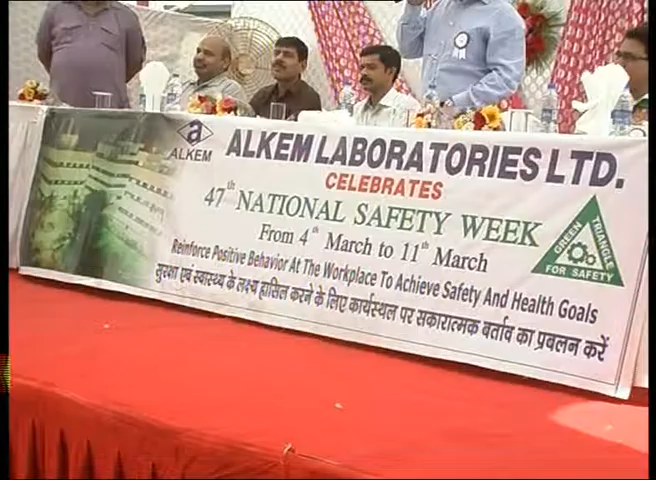 ALKEM
ALKEM LABORATORIES LTD.
CELEBRATES
47th NATIONAL SAFETY WEEK
From 4th March to 11th March
Reinforce Positive Behavior At The Workplace To Achieve Safety And Health Goals
सुरक्षा एवं स्वास्थ्य के लक्ष्य हासिल करने के लिए कार्यस्थल पर सकारात्मक बर्ताव का प्रबलन करें
GREEN TRIANGLE
SAFETY